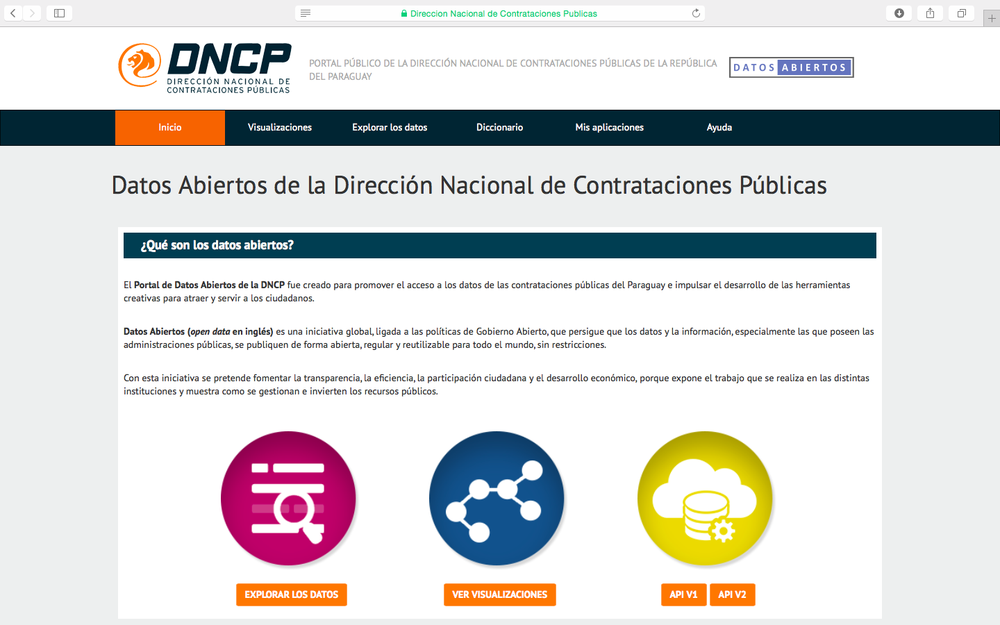 Direccion Nacional de Contrataciones Publicas
DNCP
DIRECCIÓN NACIONAL DE
CONTRATACIONES PÚBLICAS
PORTAL PÚBLICO DE LA DIRECCIÓN NACIONAL DE CONTRATACIONES PÚBLICAS DE LA REPÚBLICA
DEL PARAGUAY
DATOS ABIERTOS
Inicio Visualizaciones Explorar los datos Diccionario Mis aplicaciones Ayuda
Datos Abiertos de la Dirección Nacional de Contrataciones Públicas
¿Qué son los datos abiertos?
El Portal de Datos Abiertos de la DNCP fue creado para promover el acceso a los datos de las contrataciones públicas del Paraguay e impulsar el desarrollo de las herramientas
creativas para atraer y servir a los ciudadanos.
Datos Abiertos (open data en inglés) es una iniciativa global, ligada a las políticas de Gobierno Abierto, que persigue que los datos y la información, especialmente las que poseen las
administraciones públicas, se publiquen de forma abierta, regular y reutilizable para todo el mundo, sin restricciones.
Con esta iniciativa se pretende fomentar la transparencia, la eficiencia, la participación ciudadana y el desarrollo económico, porque expone el trabajo que se realiza en las distintas
instituciones y muestra como se gestionan e invierten los recursos públicos.
EXPLORAR LOS DATOS VER VISUALIZACIONES API V1 API V2